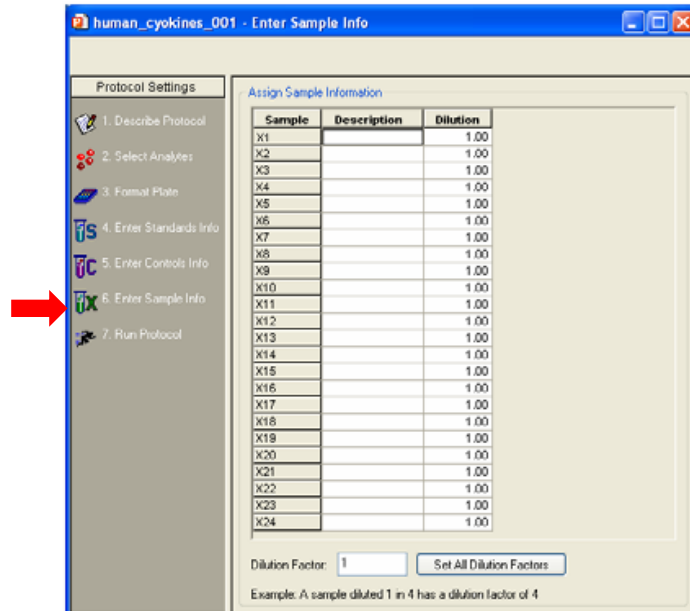 human_cyokines_001 - Enter Sample Info
Protocol Settings
1. Describe Protocol
2. Select Analytes
3. Format Plate
4. Enter Standards Info
5. Enter Controls Info
6. Enter Sample Info
7. Run Protocol
Assign Sample Information
Sample Description Dilution
X1 1.00
X2 1.00
X3 1.00
X4 1.00
X5 1.00
X6 1.00
X7 1.00
X8 1.00
X9 1.00
X10 1.00
X11 1.00
X12 1.00
X13 1.00
X14 1.00
X15 1.00
X16 1.00
X17 1.00
X18 1.00
X19 1.00
X20 1.00
X21 1.00
X22 1.00
X23 1.00
X24 1.00
Dilution Factor: 1 Set All Dilution Factors
Example: A sample diluted 1 in 4 has a dilution factor of 4